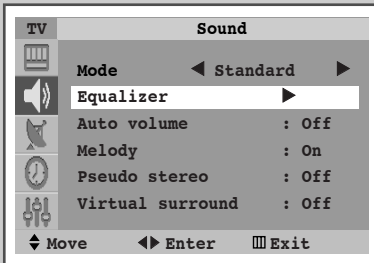 TV Sound
Mode ◀ Standard ▶
Equalizer ▶
Auto volume : Off
Melody : On
Pseudo stereo : Off
Virtual surround : Off
Move Enter Exit